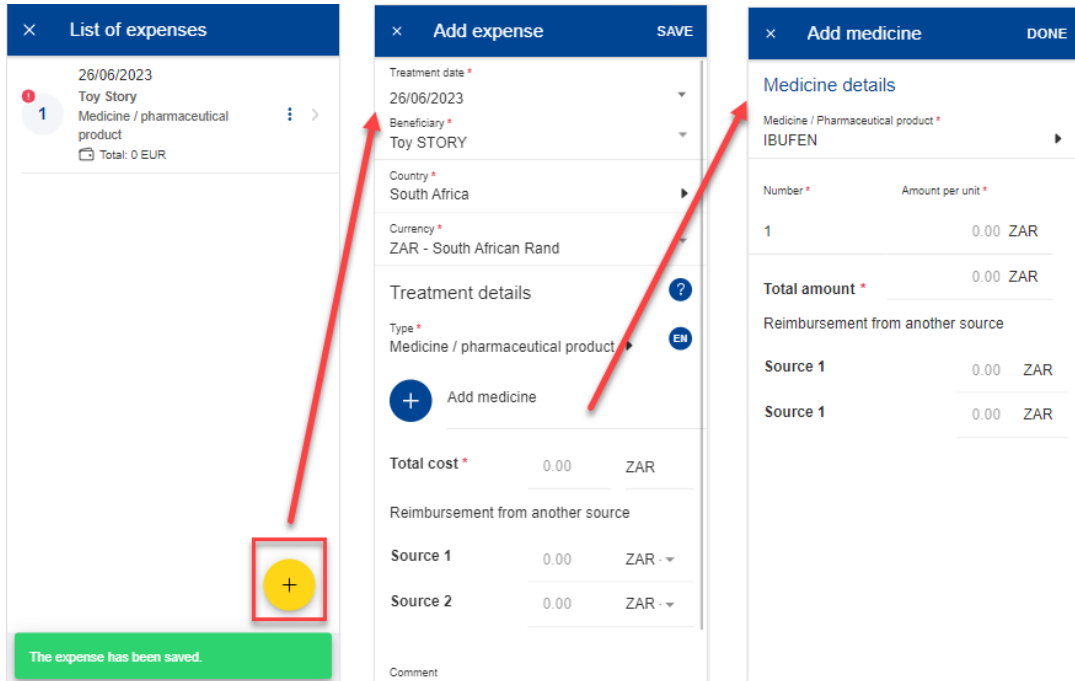 × List of expenses
26/06/2023
Toy Story
1 Medicine / pharmaceutical
product
Total: 0 EUR
+
The expense has been saved.
× Add expense SAVE
Treatment date *
26/06/2023
Beneficiary *
Toy STORY
Country *
South Africa
Currency *
ZAR - South African Rand
Treatment details ?
Type *
Medicine / pharmaceutical product EN
+ Add medicine
Total cost * 0.00 ZAR
Reimbursement from another source
Source 1 0.00 ZAR -
Source 2 0.00 ZAR -
Comment
× Add medicine DONE
Medicine details
Medicine / Pharmaceutical product *
IBUFEN
Number * Amount per unit *
1 0.00 ZAR
Total amount * 0.00 ZAR
Reimbursement from another source
Source 1 0.00 ZAR
Source 1 0.00 ZAR